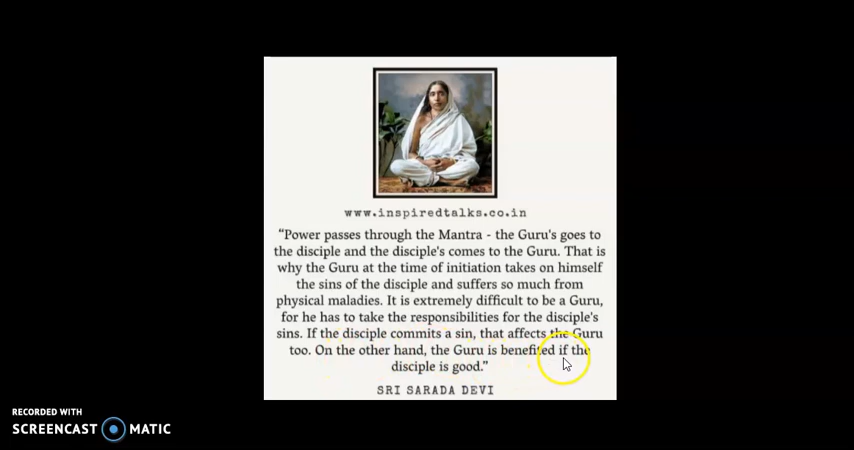 www.inspiredtalks.co.in
“Power passes through the Mantra - the Guru's goes to
the disciple and the disciple's comes to the Guru. That is
why the Guru at the time of initiation takes on himself
the sins of the disciple and suffers so much from
physical maladies. It is extremely difficult to be a Guru,
for he has to take the responsibilities for the disciple's
sins. If the disciple commits a sin, that affects the Guru
too. On the other hand, the Guru is benefited if the
disciple is good.”
SRI SARADA DEVI
RECORDED WITH
SCREENCAST MATIC